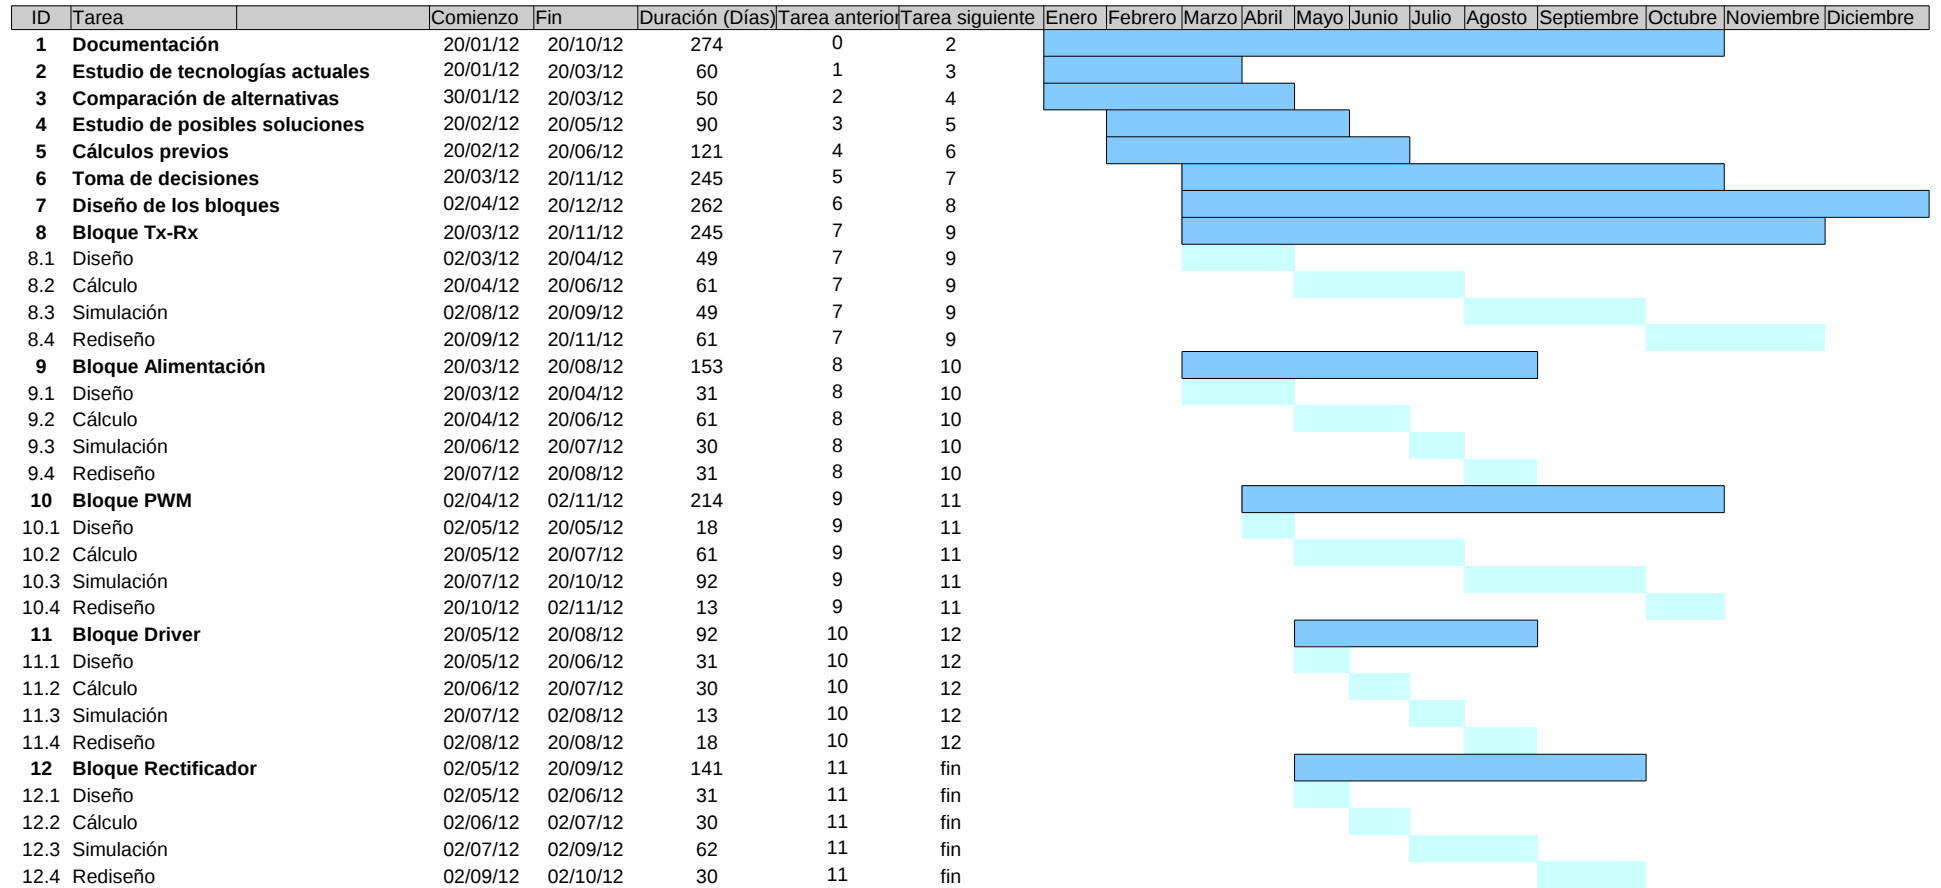 ID Tarea Comienzo Fin Duración (Días) Tarea anterior Tarea siguiente Enero Febrero Marzo Abril Mayo Junio Julio Agosto Septiembre Octubre Noviembre Diciembre
1 Documentación 20/01/12 20/10/12 274 0 2
2 Estudio de tecnologías actuales 20/01/12 20/03/12 60 1 3
3 Comparación de alternativas 30/01/12 20/03/12 50 2 4
4 Estudio de posibles soluciones 20/02/12 20/05/12 90 3 5
5 Cálculos previos 20/02/12 20/06/12 121 4 6
6 Toma de decisiones 20/03/12 20/11/12 245 5 7
7 Diseño de los bloques 02/04/12 20/12/12 262 6 8
8 Bloque Tx-Rx 20/03/12 20/11/12 245 7 9
8.1 Diseño 02/03/12 20/04/12 49 7 9
8.2 Cálculo 20/04/12 20/06/12 61 7 9
8.3 Simulación 02/08/12 20/09/12 49 7 9
8.4 Rediseño 20/09/12 20/11/12 61 7 9
9 Bloque Alimentación 20/03/12 20/08/12 153 8 10
9.1 Diseño 20/03/12 20/04/12 31 8 10
9.2 Cálculo 20/04/12 20/06/12 61 8 10
9.3 Simulación 20/06/12 20/07/12 30 8 10
9.4 Rediseño 20/07/12 20/08/12 31 8 10
10 Bloque PWM 02/04/12 02/11/12 214 9 11
10.1 Diseño 02/05/12 20/05/12 18 9 11
10.2 Cálculo 20/05/12 20/07/12 61 9 11
10.3 Simulación 20/07/12 20/10/12 92 9 11
10.4 Rediseño 20/10/12 02/11/12 13 9 11
11 Bloque Driver 20/05/12 20/08/12 92 10 12
11.1 Diseño 20/05/12 20/06/12 31 10 12
11.2 Cálculo 20/06/12 20/07/12 30 10 12
11.3 Simulación 20/07/12 02/08/12 13 10 12
11.4 Rediseño 02/08/12 20/08/12 18 10 12
12 Bloque Rectificador 02/05/12 20/09/12 141 11 fin
12.1 Diseño 02/05/12 02/06/12 31 11 fin
12.2 Cálculo 02/06/12 02/07/12 30 11 fin
12.3 Simulación 02/07/12 02/09/12 62 11 fin
12.4 Rediseño 02/09/12 02/10/12 30 11 fin